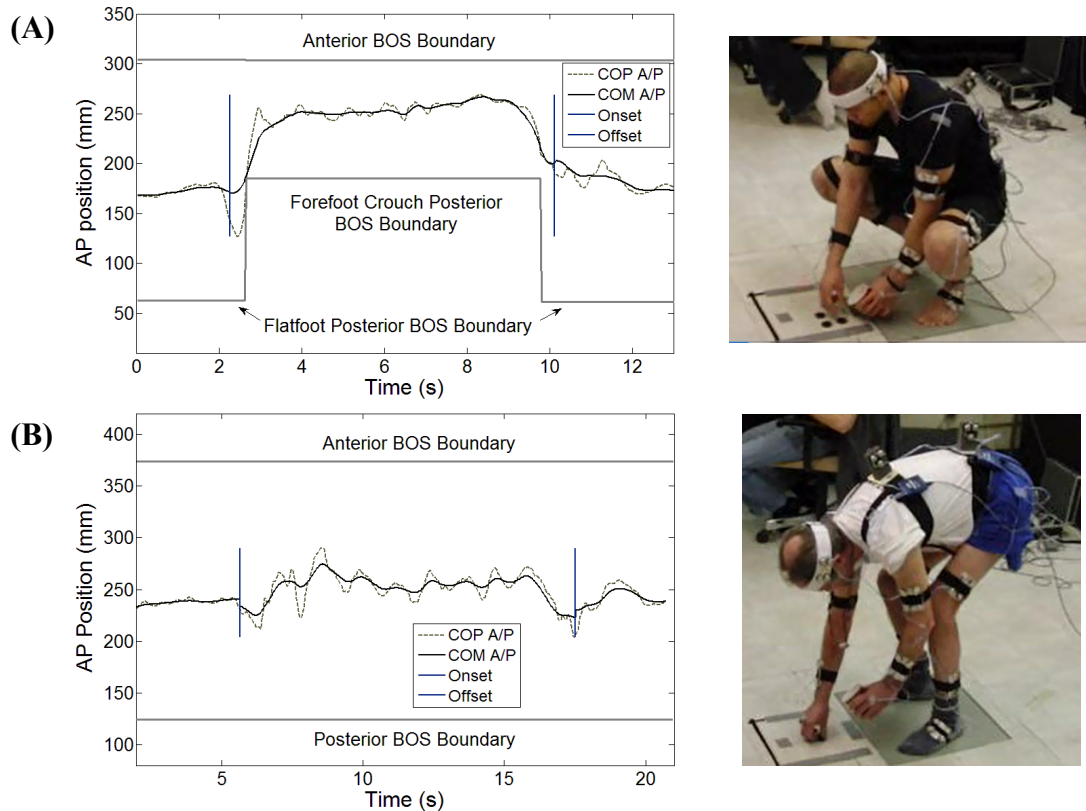 (A)
350
300
250
200
150
100
50
AP position (mm)
Anterior BOS Boundary
COP A/P
COM A/P
Onset
Offset
Forefoot Crouch Posterior
BOS Boundary
Flatfoot Posterior BOS Boundary
0
2
4
6
8
10
12
Time (s)
(B)
400
350
300
250
200
150
100
AP Position (mm)
Anterior BOS Boundary
COP A/P
COM A/P
Onset
Offset
Posterior BOS Boundary
5
10
15
20
Time (s)